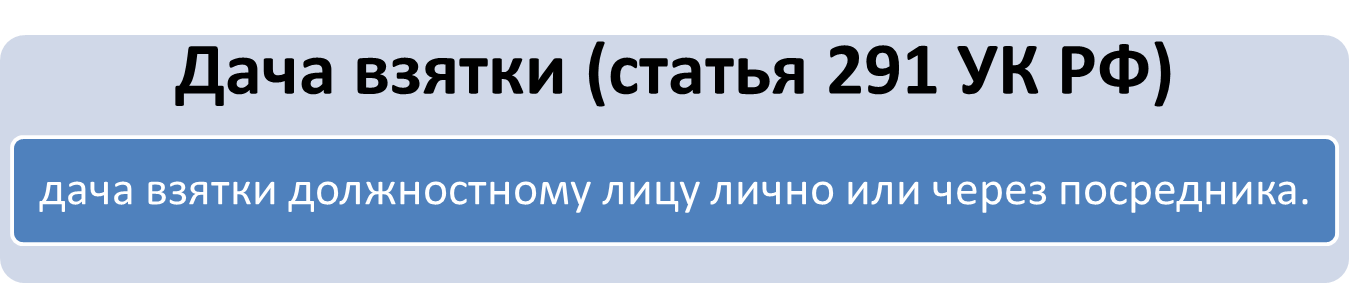 Дача взятки (статья 291 УК РФ)
дача взятки должностному лицу лично или через посредника.